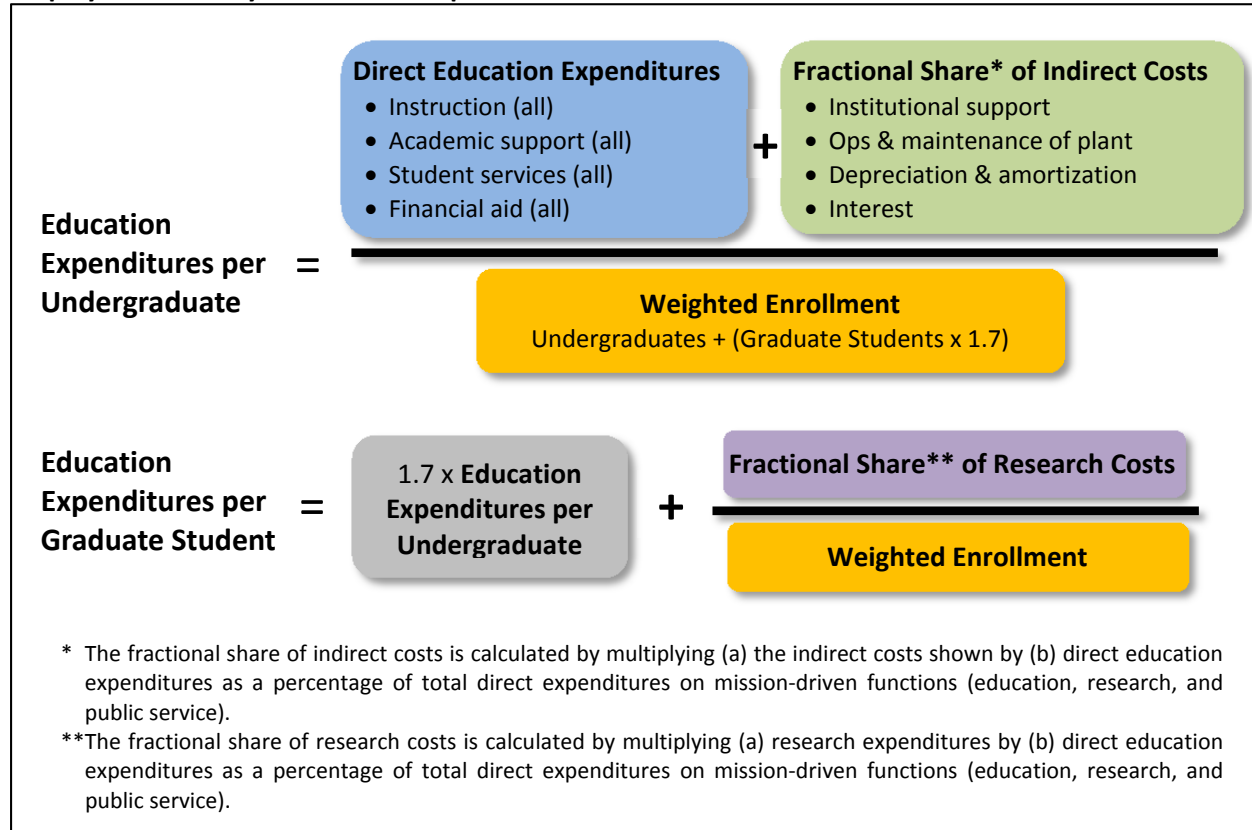 Direct Education Expenditures
• Instruction (all)
• Academic support (all)
• Student services (all)
• Financial aid (all)
+
Fractional Share* of Indirect Costs
• Institutional support
• Ops & maintenance of plant
• Depreciation & amortization
• Interest
Education
Expenditures per
Undergraduate
=
Weighted Enrollment
Undergraduates + (Graduate Students x 1.7)
Education
Expenditures per
Graduate Student
=
1.7 x Education
Expenditures per
Undergraduate
+
Fractional Share** of Research Costs
Weighted Enrollment
* The fractional share of indirect costs is calculated by multiplying (a) the indirect costs shown by (b) direct education
expenditures as a percentage of total direct expenditures on mission-driven functions (education, research, and
public service).
**The fractional share of research costs is calculated by multiplying (a) research expenditures by (b) direct education
expenditures as a percentage of total direct expenditures on mission-driven functions (education, research, and
public service).